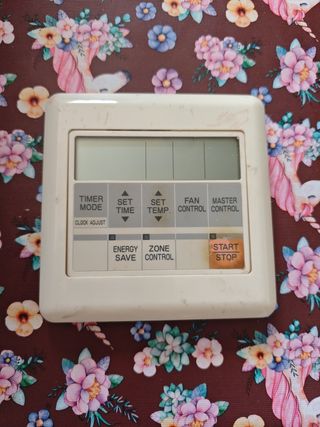 TIMER
MODE
SET
TIME
SET
TEMP.
FAN
CONTROL
MASTER
CONTROL
CLOCK ADJUST
ENERGY
SAVE
ZONE
CONTROL
START
STOP